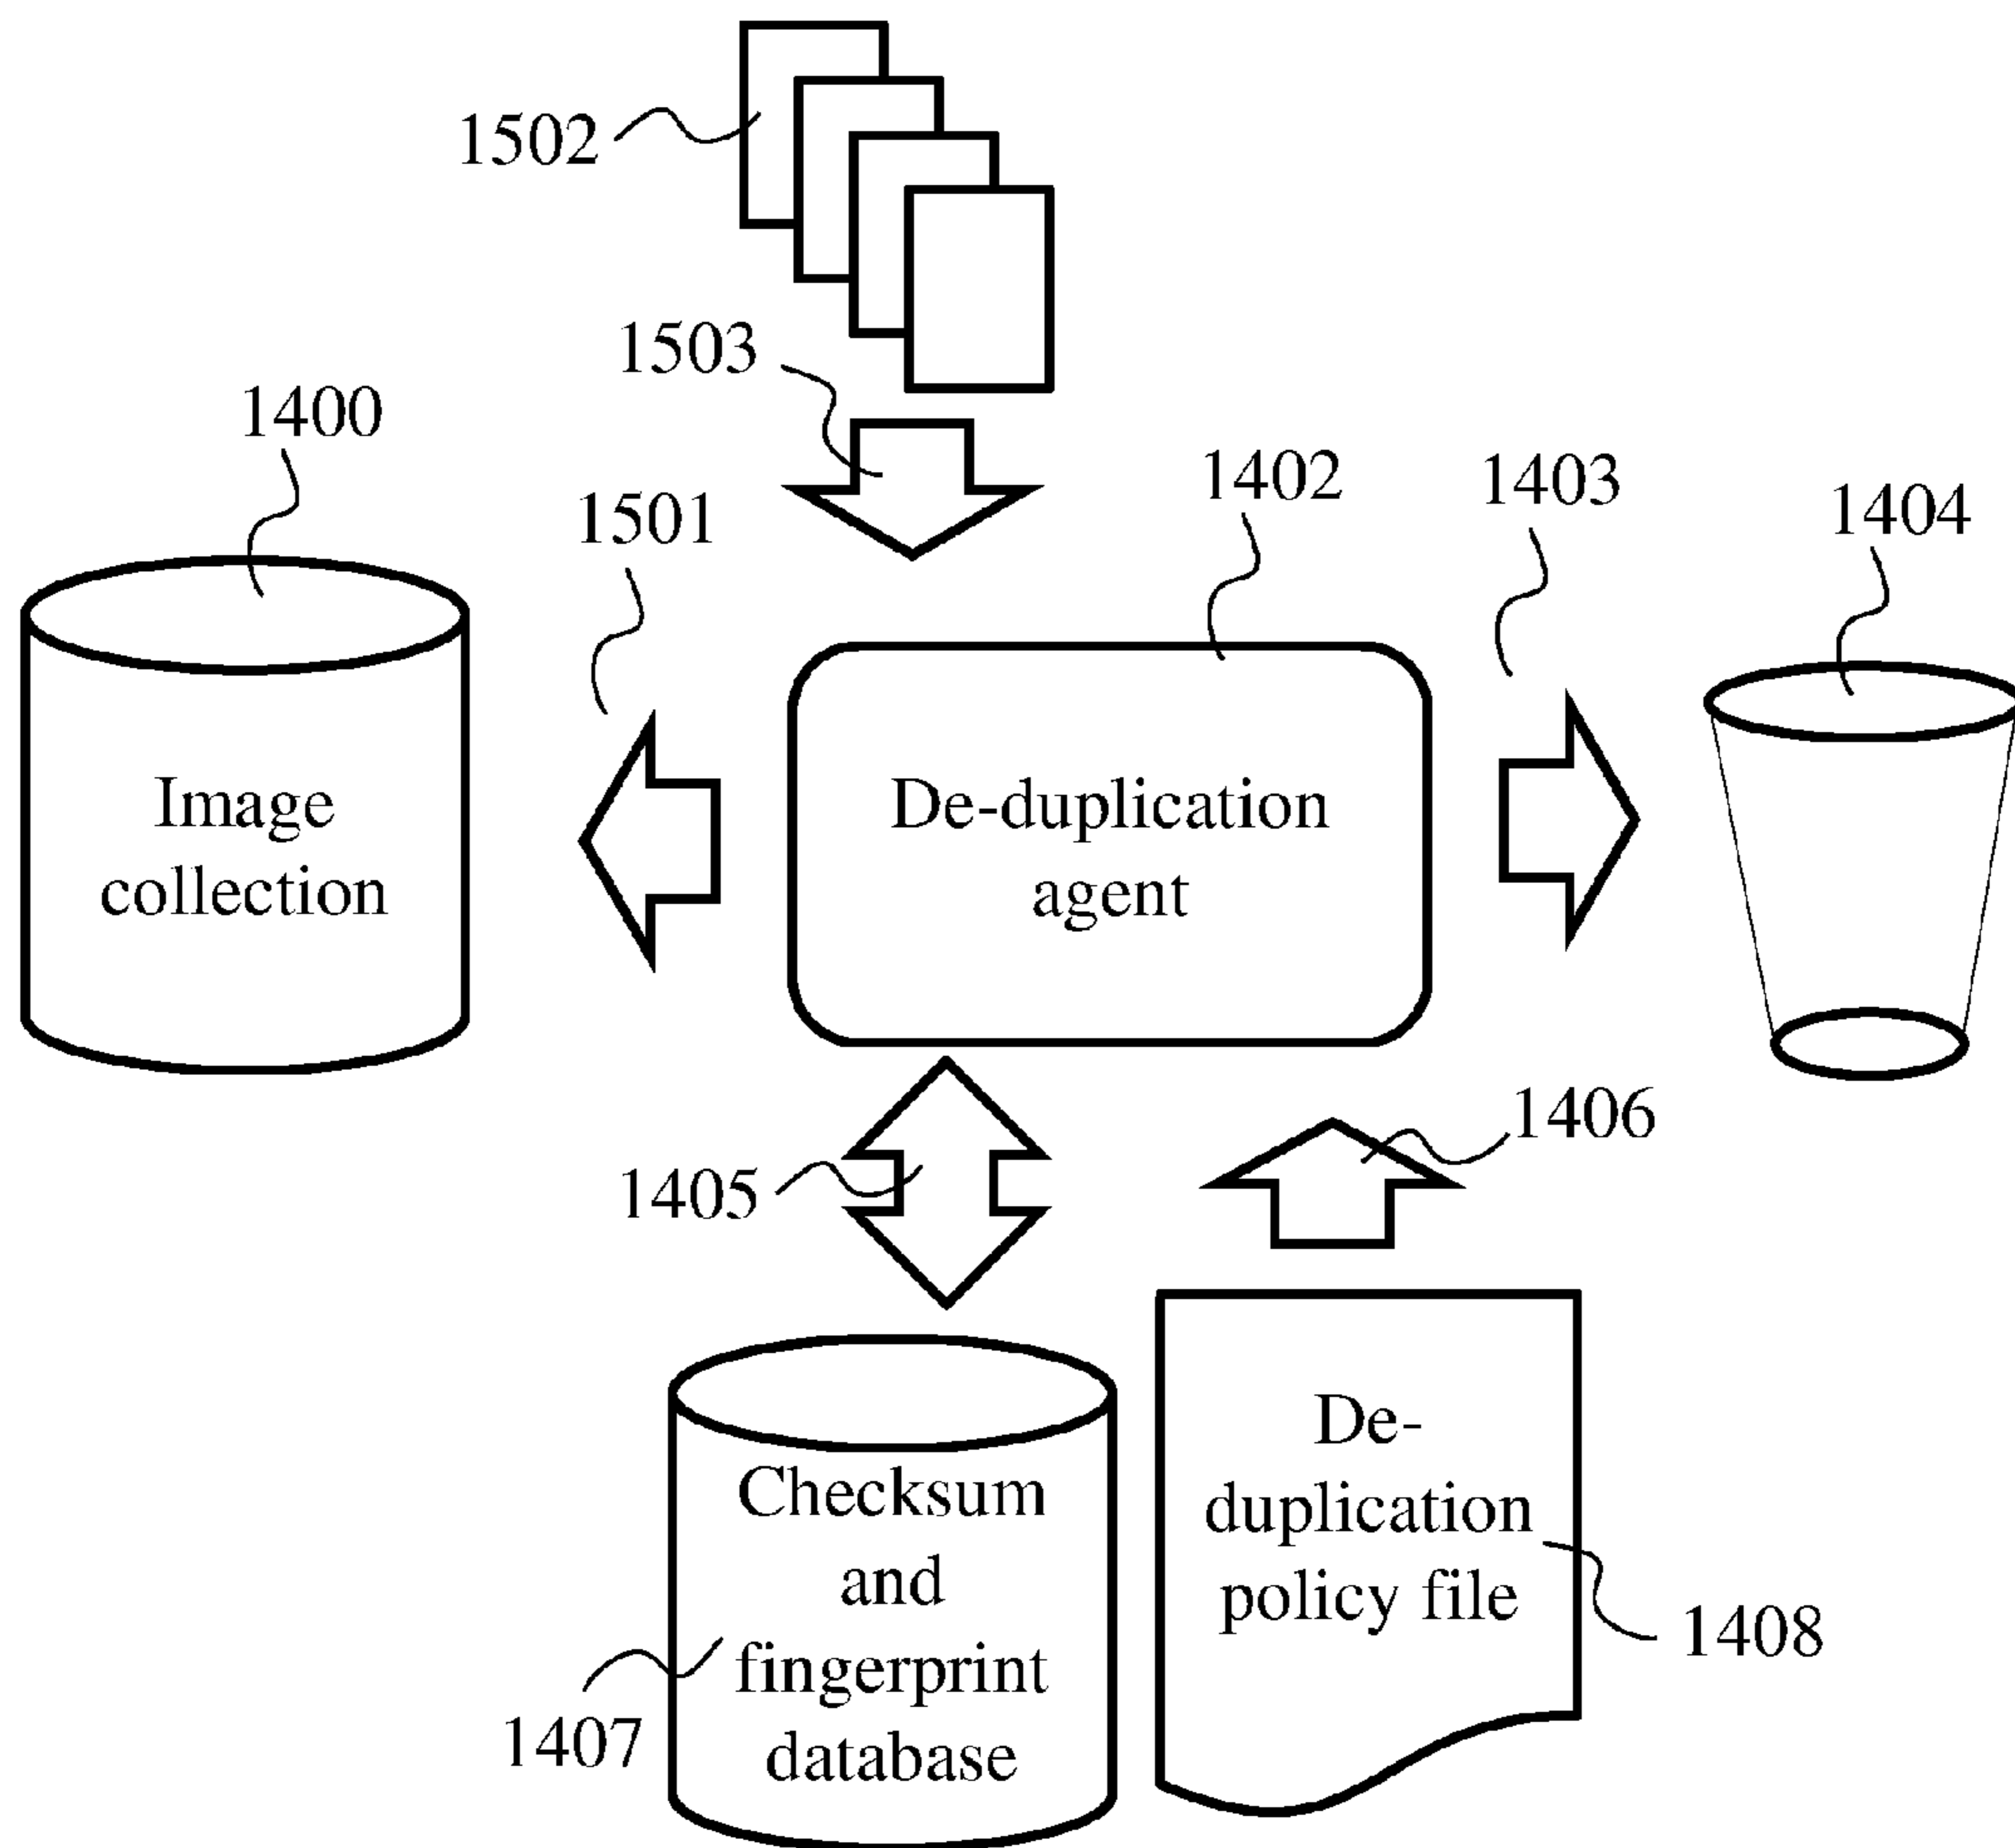 1502
1503
1400
1402
1403
1404
1501
Image
collection
De-duplication
agent
1406
1405
De-
duplication
policy file
Checksum
and
fingerprint
database
1408
1407